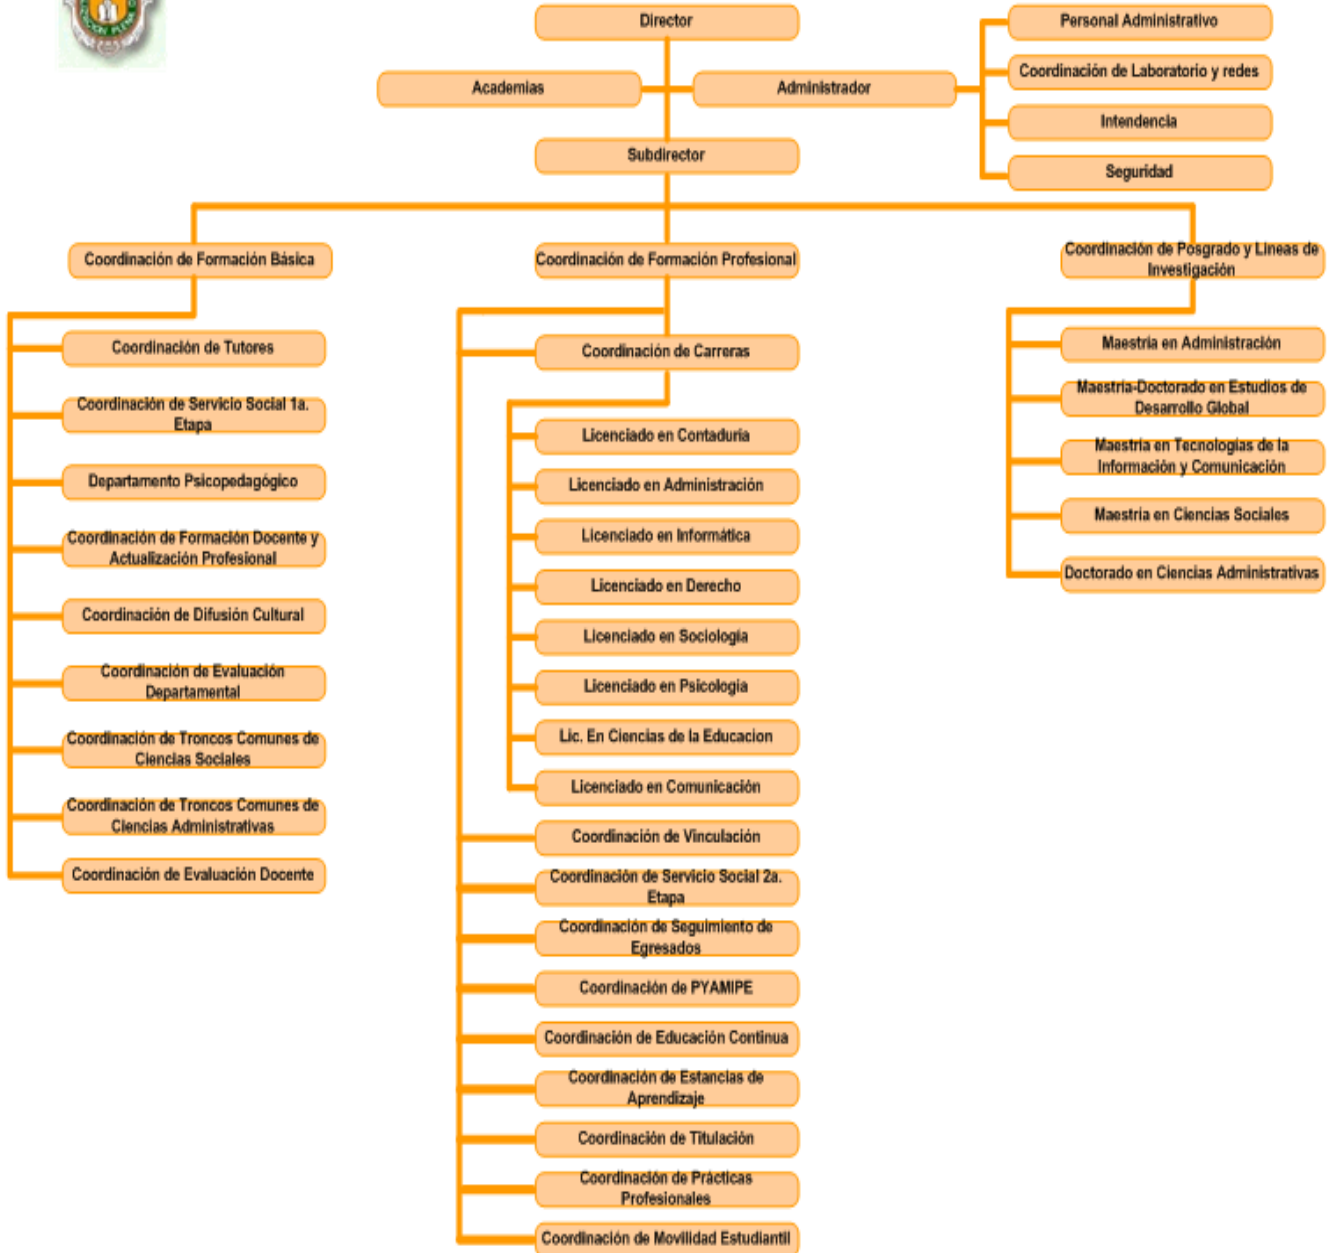 Director
Academias
Administrador
Personal Administrativo
Coordinación de Laboratorio y redes
Intendencia
Seguridad
Subdirector
Coordinación de Formación Básica
Coordinación de Tutores
Coordinación de Servicio Social 1a.
Etapa
Departamento Psicopedagógico
Coordinación de Formación Docente y
Actualización Profesional
Coordinación de Difusión Cultural
Coordinación de Evaluación
Departamental
Coordinación de Troncos Comunes de
Ciencias Sociales
Coordinación de Troncos Comunes de
Ciencias Administrativas
Coordinación de Evaluación Docente
Coordinación de Formación Profesional
Coordinación de Carreras
Licenciado en Contaduría
Licenciado en Administración
Licenciado en Informática
Licenciado en Derecho
Licenciado en Sociología
Licenciado en Psicología
Lic. En Ciencias de la Educacion
Licenciado en Comunicación
Coordinación de Vinculación
Coordinación de Servicio Social 2a.
Etapa
Coordinación de Seguimiento de
Egresados
Coordinación de PYAMIPE
Coordinación de Educación Continua
Coordinación de Estancias de
Aprendizaje
Coordinación de Titulación
Coordinación de Prácticas
Profesionales
Coordinación de Movilidad Estudiantil
Coordinación de Posgrado y Líneas de
Investigación
Maestría en Administración
Maestría-Doctorado en Estudios de
Desarrollo Global
Maestría en Tecnologías de la
Información y Comunicación
Maestría en Ciencias Sociales
Doctorado en Ciencias Administrativas